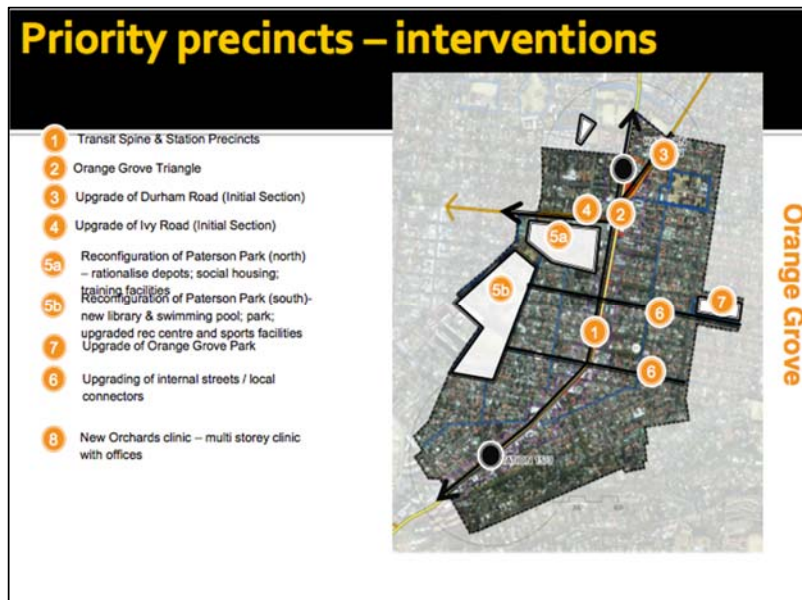 Priority precincts – interventions
1 Transit Spine & Station Precincts
2 Orange Grove Triangle
3 Upgrade of Durham Road (Initial Section)
4 Upgrade of Ivy Road (Initial Section)
5a Reconfiguration of Paterson Park (north)
– rationalise depots; social housing;
training facilities
5b Reconfiguration of Paterson Park (south)-
new library & swimming pool; park;
upgraded rec centre and sports facilities
7 Upgrade of Orange Grove Park
6 Upgrading of internal streets / local
connectors
8 New Orchards clinic – multi storey clinic
with offices
3
4
2
5a
5b
7
6
1
6
Orange Grove